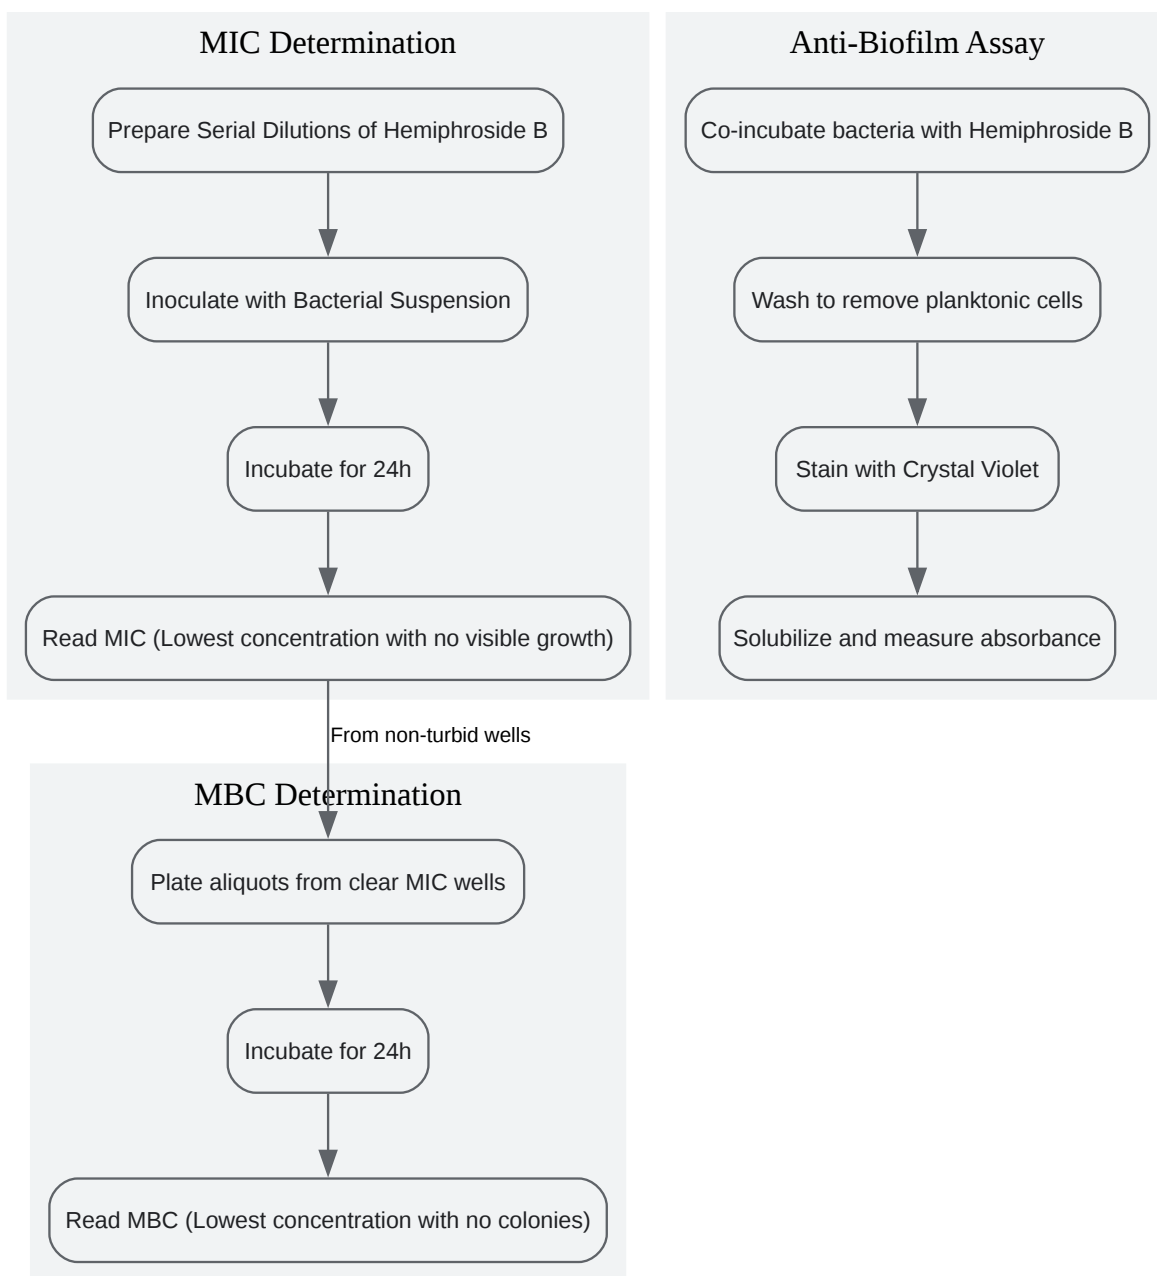 MIC Determination
Prepare Serial Dilutions of Hemiphroside B
Inoculate with Bacterial Suspension
Incubate for 24h
Read MIC (Lowest concentration with no visible growth)
From non-turbid wells
MBC Determination
Plate aliquots from clear MIC wells
Incubate for 24h
Read MBC (Lowest concentration with no colonies)
Anti-Biofilm Assay
Co-incubate bacteria with Hemiphroside B
Wash to remove planktonic cells
Stain with Crystal Violet
Solubilize and measure absorbance